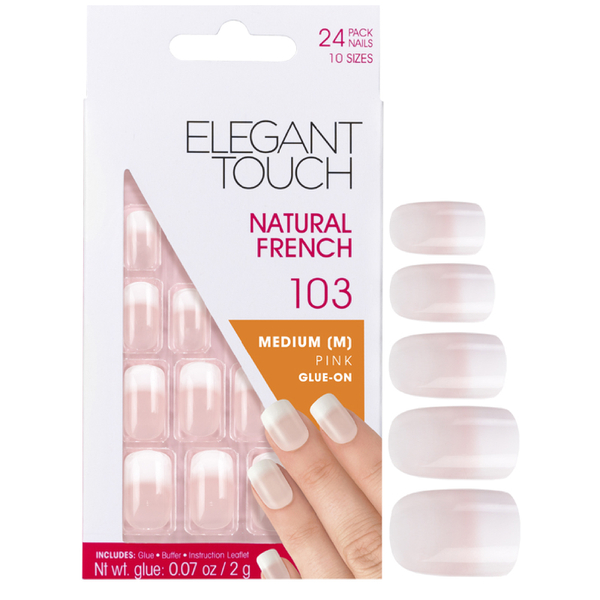 24 PACK NAILS
10 SIZES
ELEGANT
TOUCH
NATURAL
FRENCH
103
MEDIUM (M)
PINK
GLUE-ON
INCLUDES: Glue • Buffer • Instruction Leaflet
Nt wt. glue: 0.07 oz / 2 g